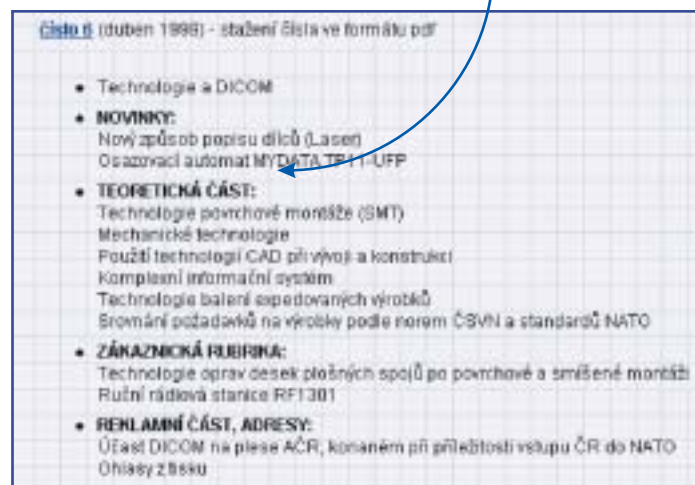 číslo 6 (duben 1999) - stažení čísla ve formátu pdf
Technologie a DICOM
NOVINKY:
Nový způsob popisu dílců (Laser)
Osazovací automat MYDATA TP11-UFP
TEORETICKÁ ČÁST:
Technologie povrchové montáže (SMT)
Mechanické technologie
Použití technologií CAD při vývoji a konstrukci
Komplexní informační systém
Technologie balení expedovaných výrobků
Srovnání požadavků na výrobky podle norem ČSVN a standardů NATO
ZÁKAZNICKÁ RUBRIKA:
Technologie oprav desek plošných spojů po povrchové a smíšené montáži
Ruční rádiová stanice RF1301
REKLAMNÍ ČÁST, ADRESY:
Účast DICOM na plese AČR, konaném při příležitosti vstupu ČR do NATO
Ohlasy z tisku